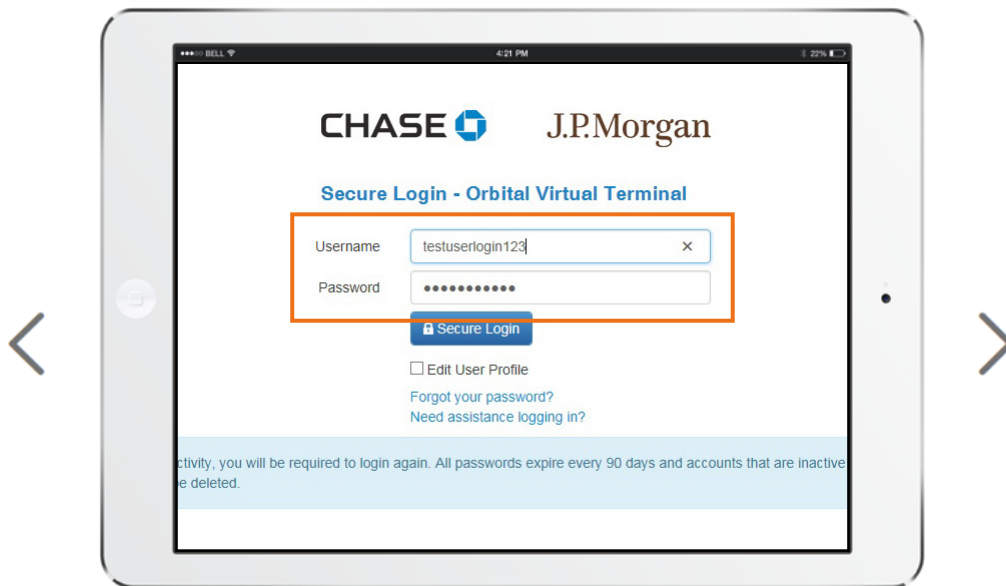 BELL 4:21 PM 22%
CHASE J.P.Morgan
Secure Login - Orbital Virtual Terminal
Username testuserlogin123 ×
Password •••••••••••
Secure Login
Edit User Profile
Forgot your password?
Need assistance logging in?
ctivity, you will be required to login again. All passwords expire every 90 days and accounts that are inactive
e deleted.